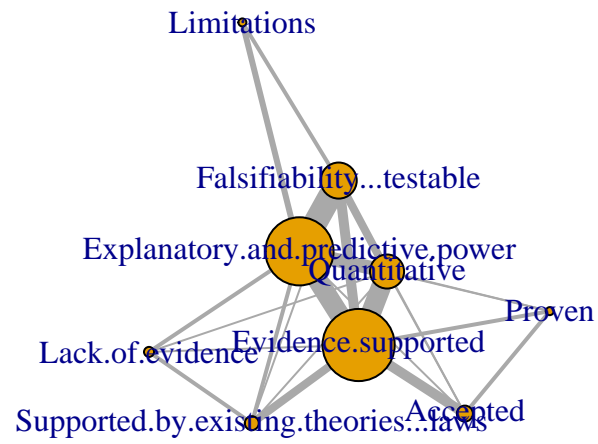 Limitations
Falsifiability...testable
Explanatory.and.predictive.power
Quantitative
Proven
Evidence.supported
Lack.of.evidence
Accepted
Supported.by.existing.theories...laws